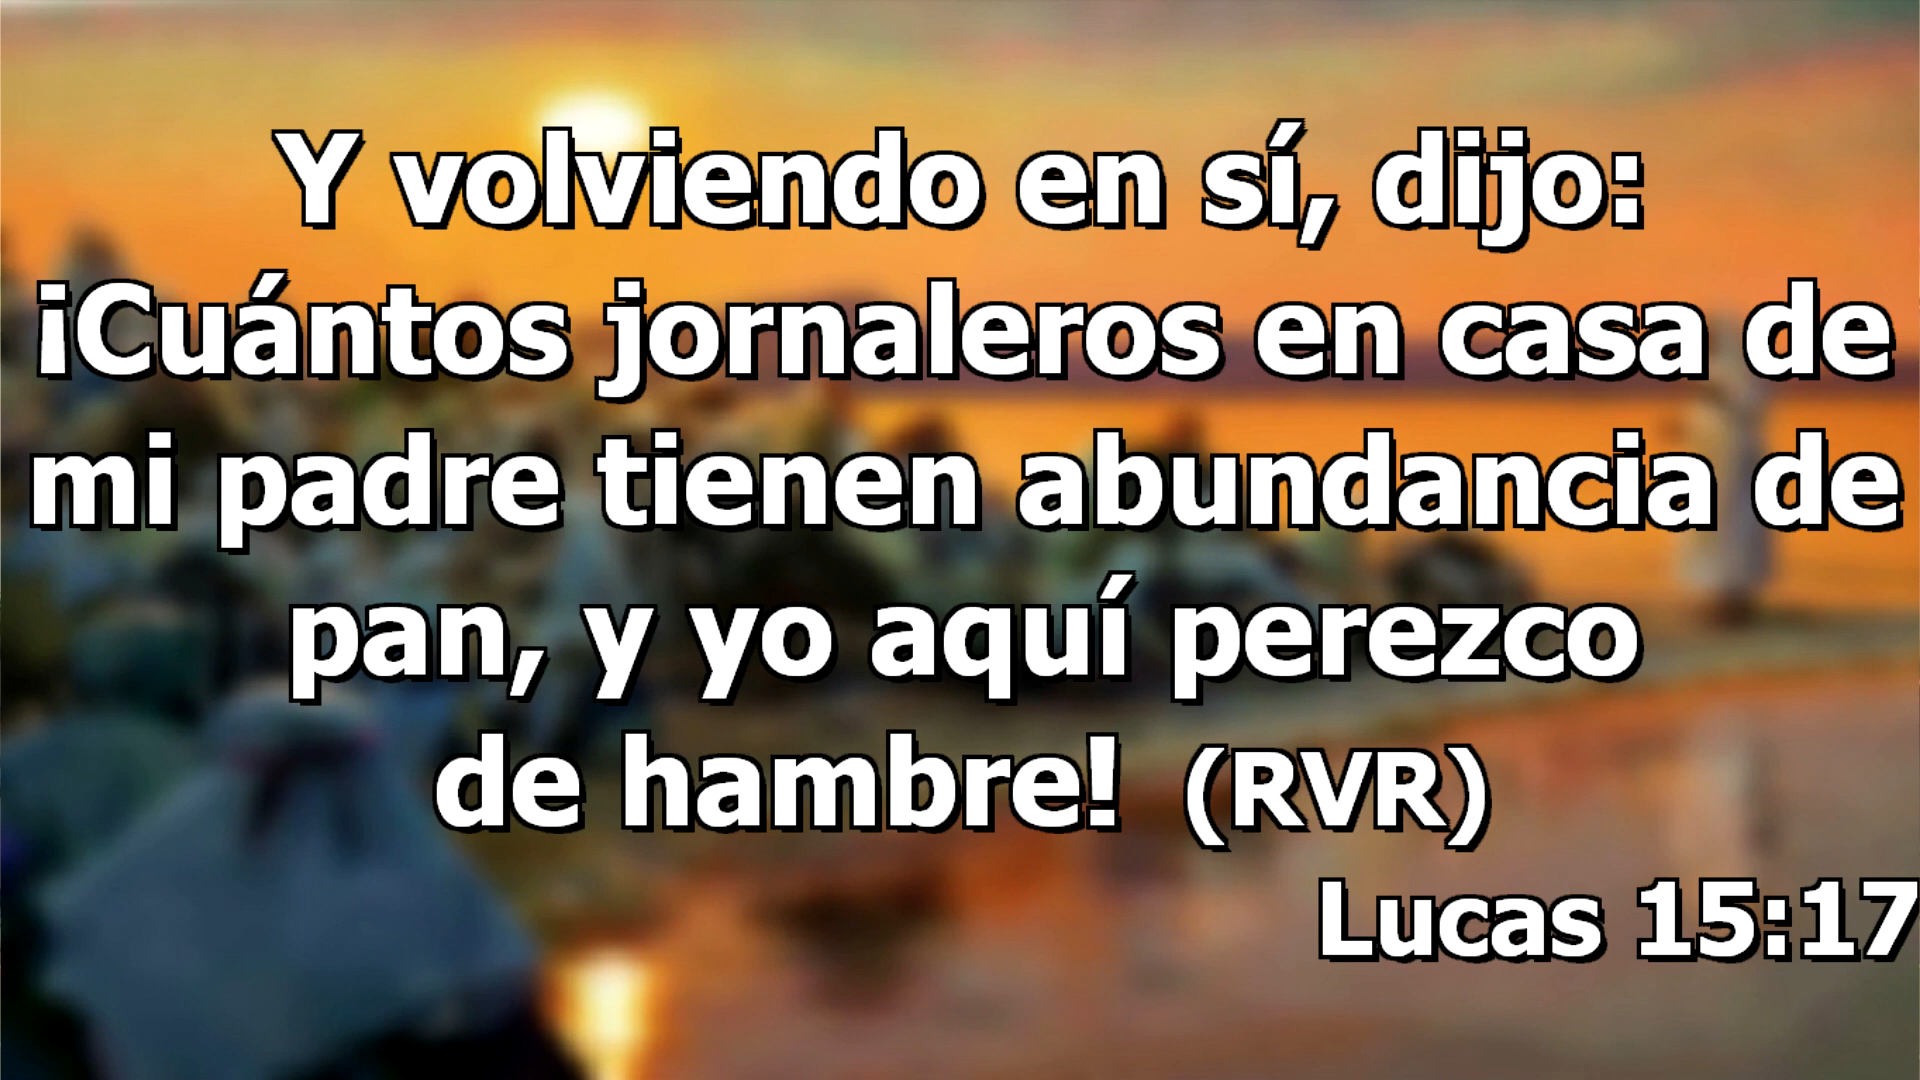 Y volviendo en sí, dijo:
¡Cuántos jornaleros en casa de
mi padre tienen abundancia de
pan, y yo aquí perezco
de hambre! (RVR)
Lucas 15:17